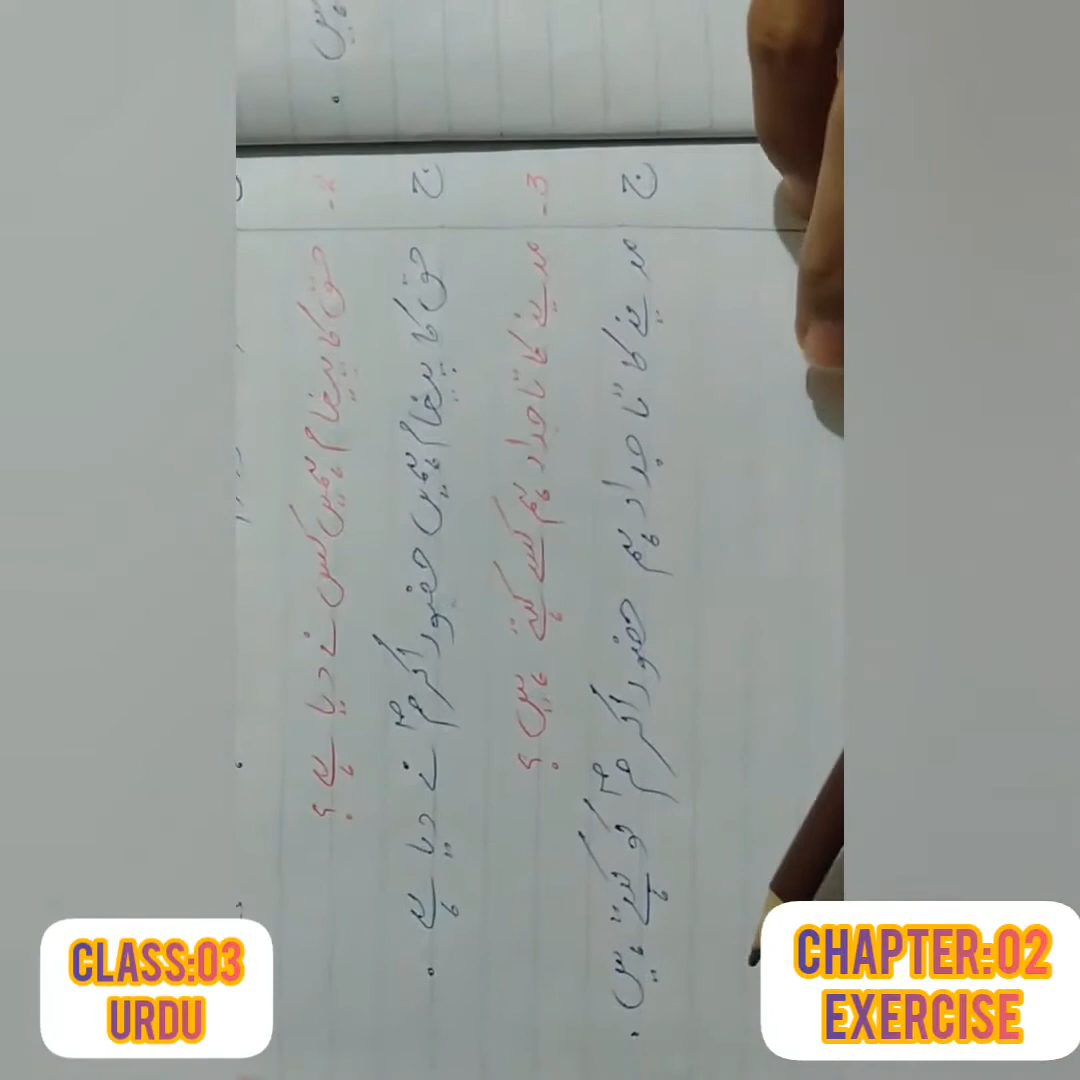 2- حق کا پیغام ہمیں کس نے دیا ہے؟
ج حق کا پیغام ہمیں حضور اکرم ﷺ نے دیا ہے۔
3- مدینے کا تاجدار ہم کسے کہتے ہیں؟
ج مدینے کا تاجدار ہم حضور اکرم ﷺ کو کہتے ہیں۔
CLASS:03
URDU
CHAPTER:02
EXERCISE